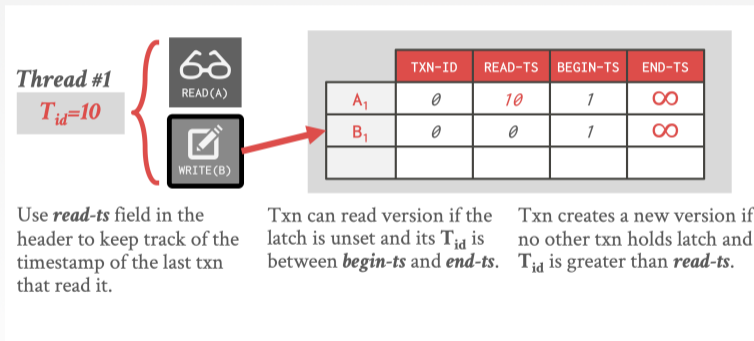 Thread #1
Tid=10
READ(A)
WRITE(B)
TXN-ID READ-TS BEGIN-TS END-TS
A1 0 10 1 ∞
B1 0 0 1 ∞
Use read-ts field in the
header to keep track of the
timestamp of the last txn
that read it.
Txn can read version if the
latch is unset and its Tid is
between begin-ts and end-ts.
Txn creates a new version if
no other txn holds latch and
Tid is greater than read-ts.